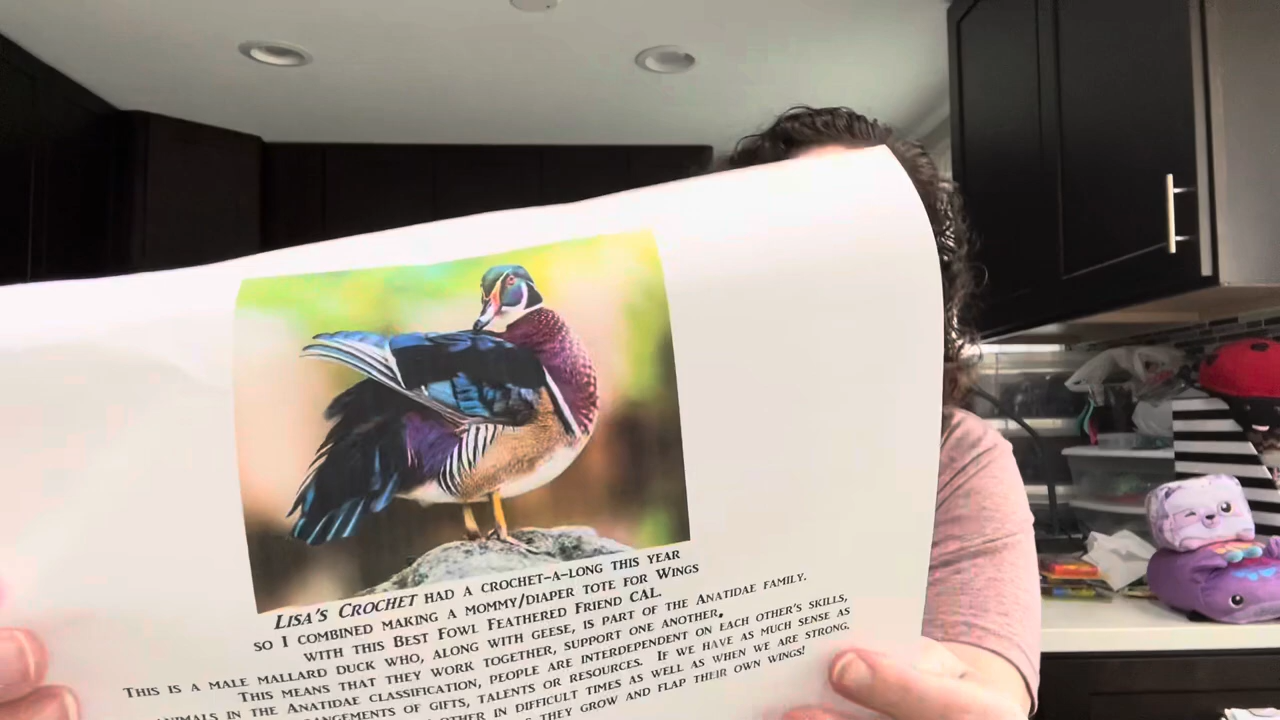 LISA'S CROCHET HAD A CROCHET-A-LONG THIS YEAR
SO I COMBINED MAKING A MOMMY/DIAPER TOTE FOR WINGS
WITH THIS BEST FOWL FEATHERED FRIEND CAL.
THIS IS A MALE MALLARD DUCK WHO, ALONG WITH GEESE, IS PART OF THE ANATIDAE FAMILY.
THIS MEANS THAT THEY WORK TOGETHER, SUPPORT ONE ANOTHER.
ANIMALS IN THE ANATIDAE CLASSIFICATION, PEOPLE ARE INTERDEPENDENT ON EACH OTHER'S SKILLS,
OF GIFTS, TALENTS OR RESOURCES. IF WE HAVE AS MUCH SENSE AS
OTHER IN DIFFICULT TIMES AS WELL AS WHEN WE ARE STRONG.
THEY GROW AND FLAP THEIR OWN WINGS!